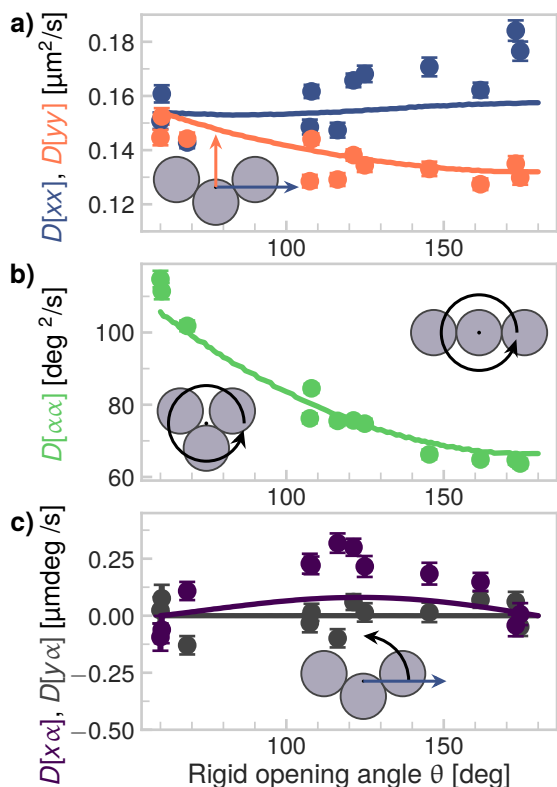 a)
D[xx], D[yy] [μm²/s]
0.18
0.16
0.14
0.12
100
150
b)
D[αα] [deg ²/s]
100
80
60
100
150
c)
D[xα], D[yα] [μmdeg /s]
0.25
0.00
−0.25
−0.50
100
150
Rigid opening angle θ [deg]